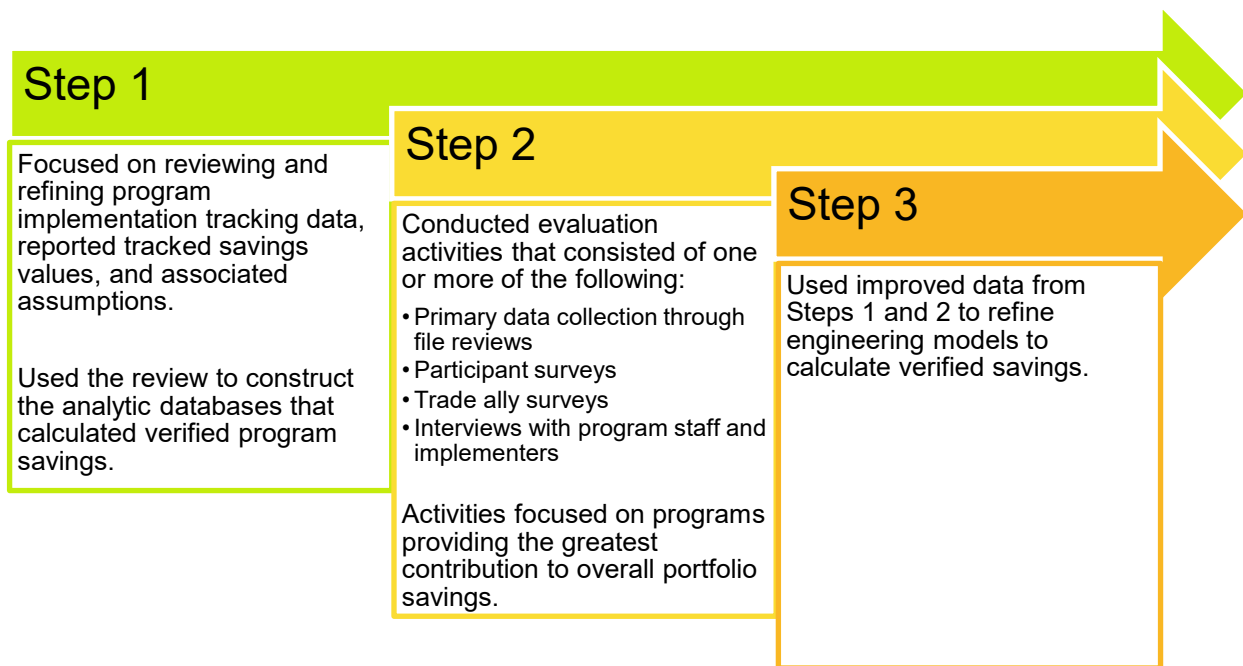 Step 1
Focused on reviewing and
refining program
implementation tracking data,
reported tracked savings
values, and associated
assumptions.
Used the review to construct
the analytic databases that
calculated verified program
savings.
Step 2
Conducted evaluation
activities that consisted of one
or more of the following:
• Primary data collection through
file reviews
• Participant surveys
• Trade ally surveys
• Interviews with program staff and
implementers
Activities focused on programs
providing the greatest
contribution to overall portfolio
savings.
Step 3
Used improved data from
Steps 1 and 2 to refine
engineering models to
calculate verified savings.